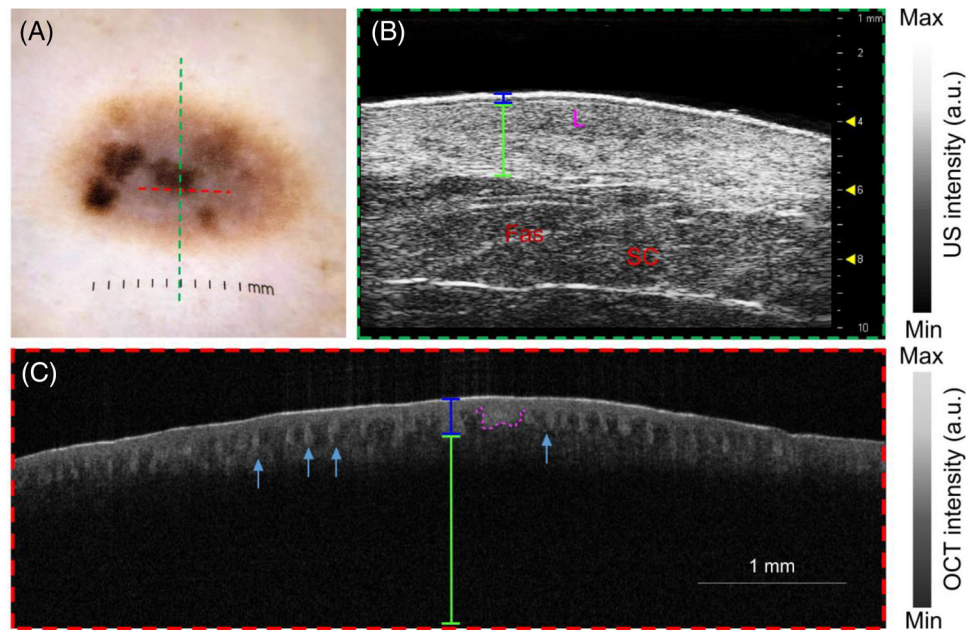 (A)
mm
(B)
1 mm
2
4
6
8
10
L
Fas
SC
Max
US intensity (a.u.)
Min
(C)
1 mm
Max
OCT intensity (a.u.)
Min